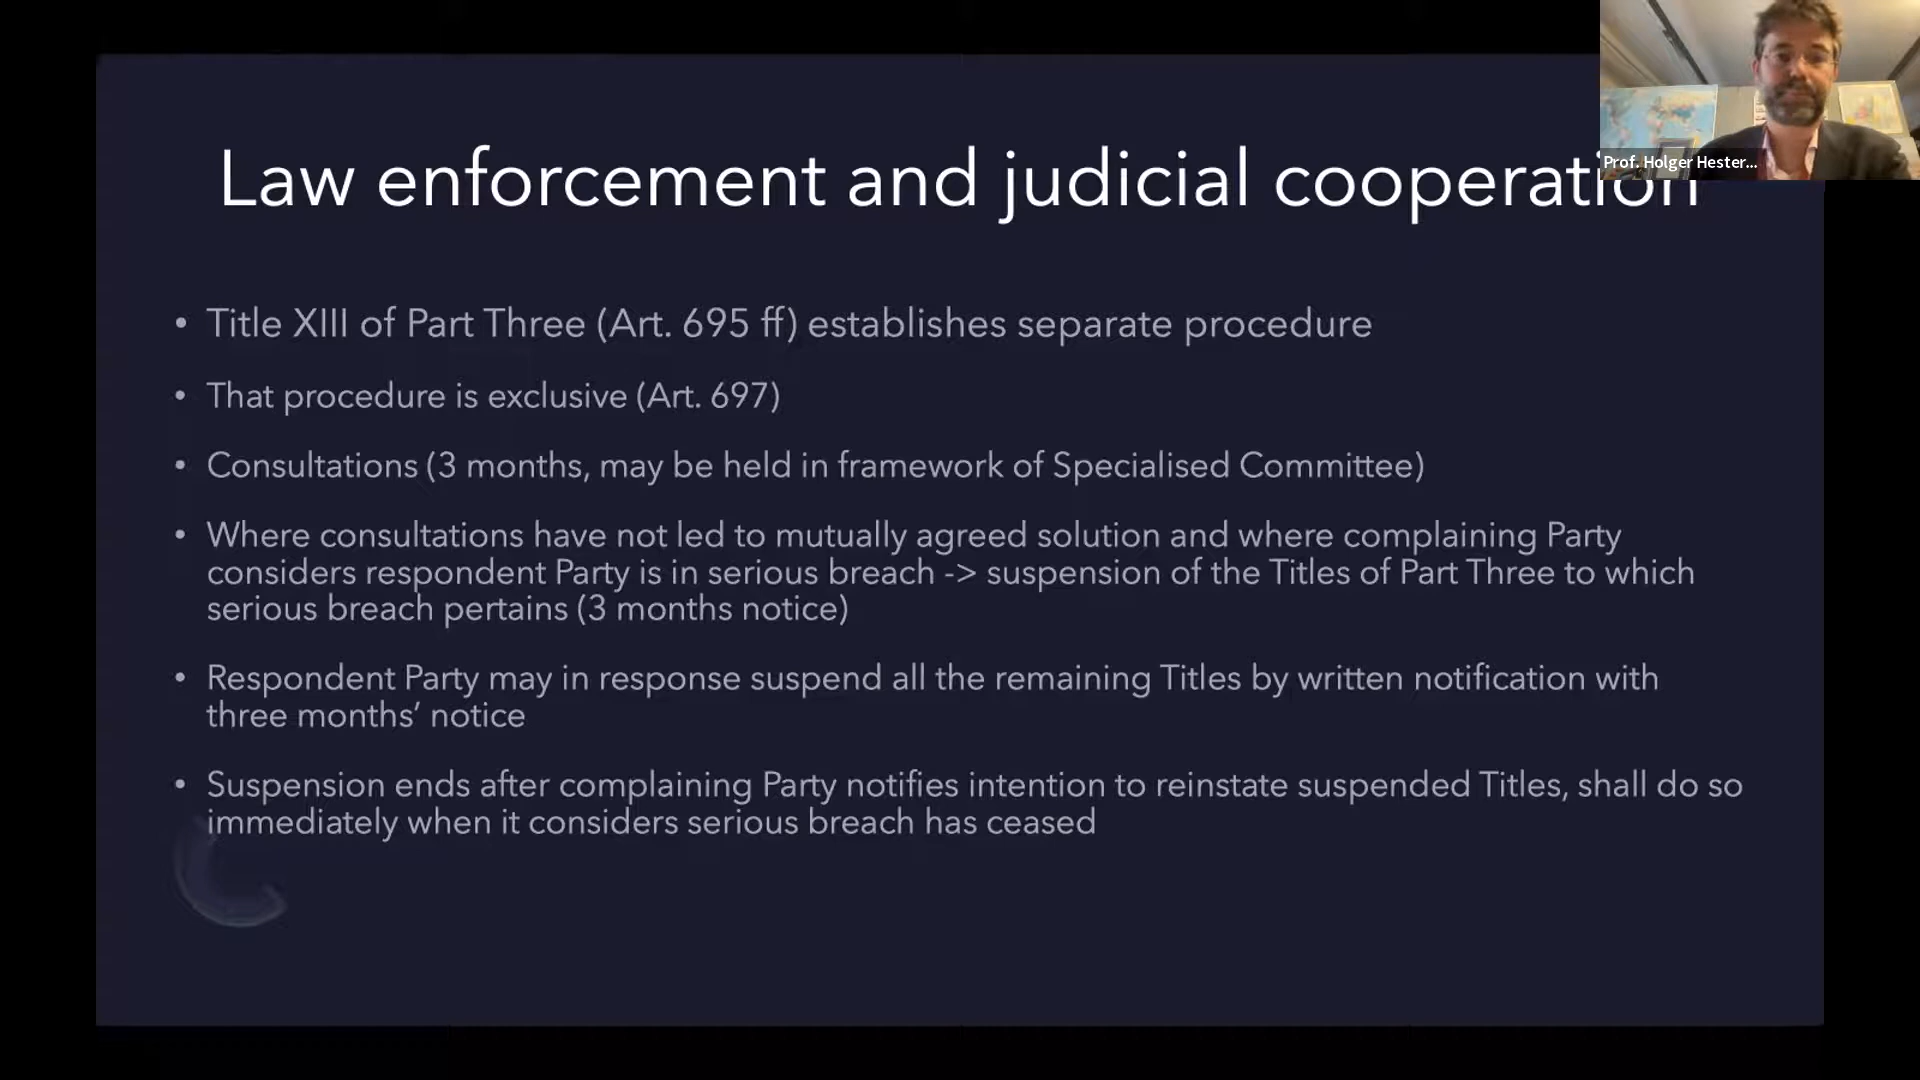 Prof. Holger Hester...
Law enforcement and judicial cooperation
• Title XIII of Part Three (Art. 695 ff) establishes separate procedure
• That procedure is exclusive (Art. 697)
• Consultations (3 months, may be held in framework of Specialised Committee)
• Where consultations have not led to mutually agreed solution and where complaining Party
considers respondent Party is in serious breach -> suspension of the Titles of Part Three to which
serious breach pertains (3 months notice)
• Respondent Party may in response suspend all the remaining Titles by written notification with
three months’ notice
• Suspension ends after complaining Party notifies intention to reinstate suspended Titles, shall do so
immediately when it considers serious breach has ceased